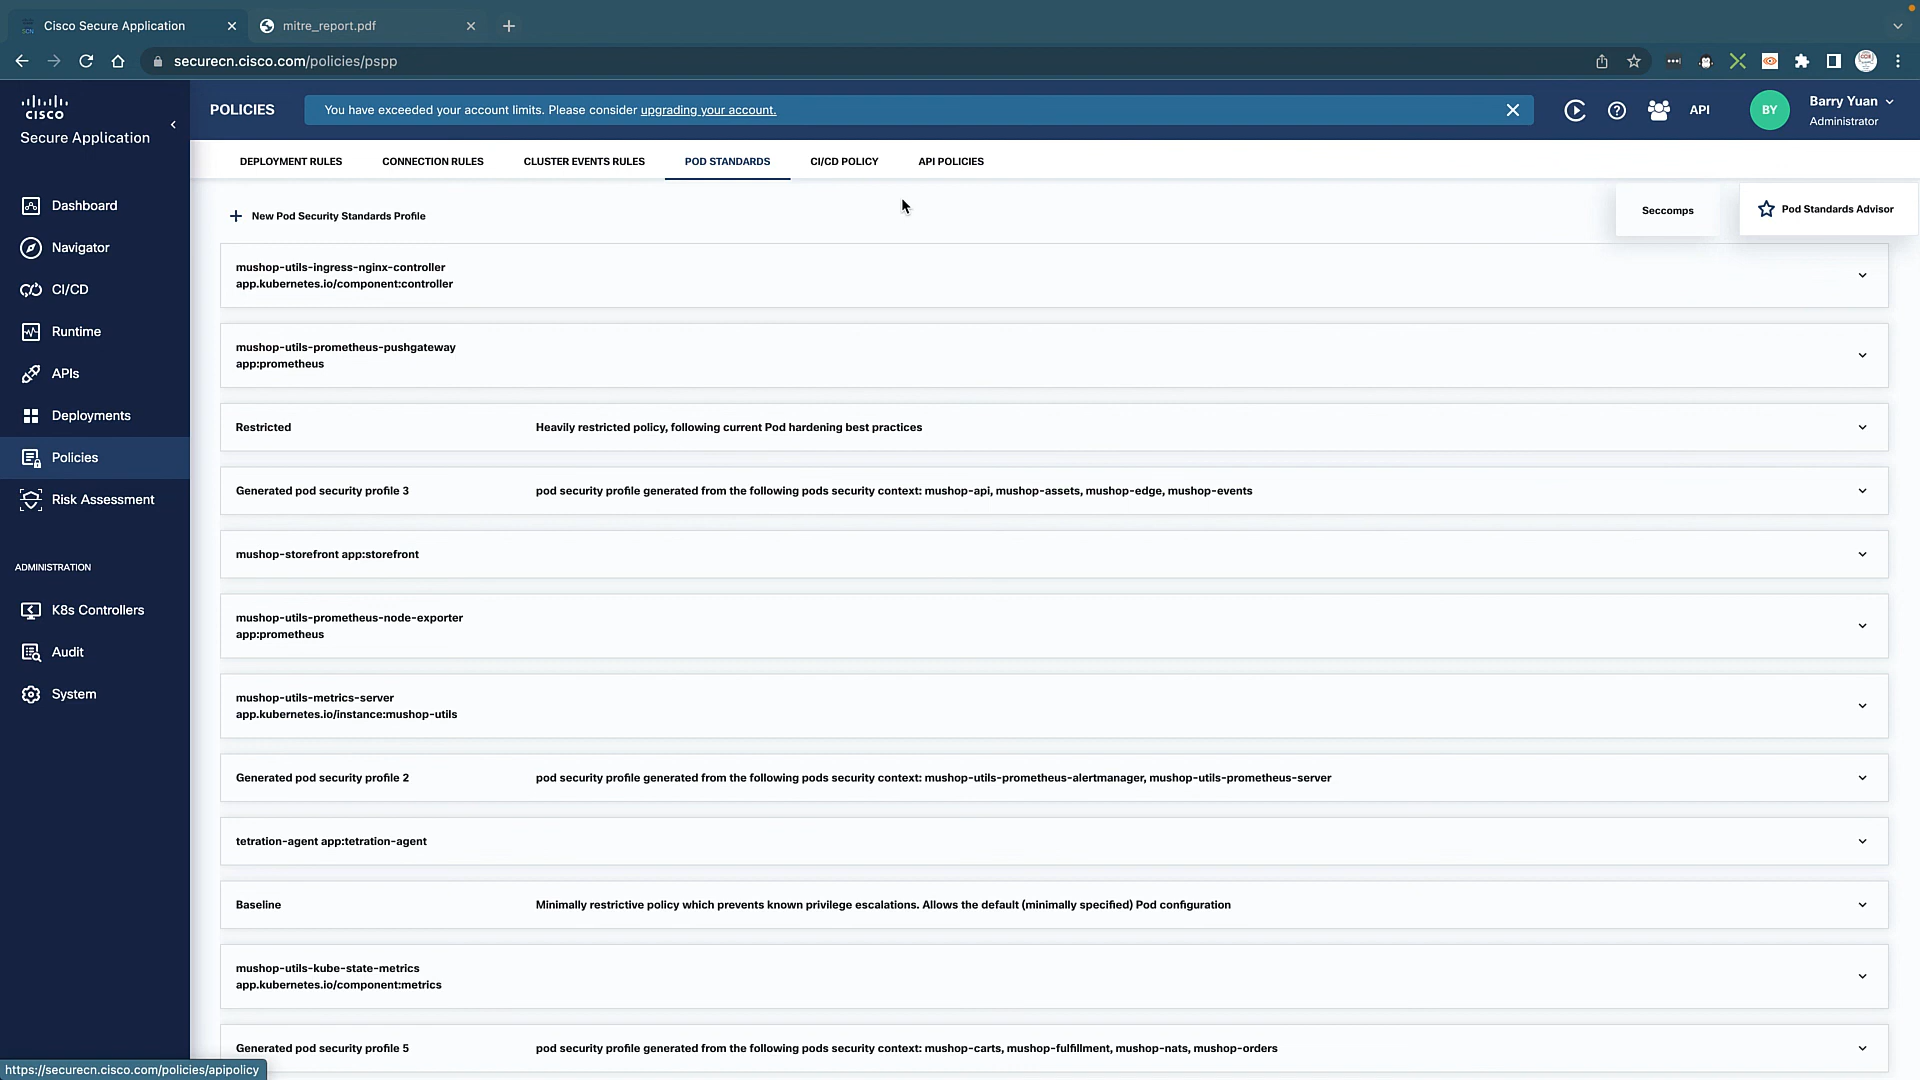 Cisco Secure Application
mitre_report.pdf
securecn.cisco.com/policies/pspp
CISCO
Secure Application
POLICIES
You have exceeded your account limits. Please consider upgrading your account.
API
BY
Barry Yuan
Administrator
DEPLOYMENT RULES
CONNECTION RULES
CLUSTER EVENTS RULES
POD STANDARDS
CI/CD POLICY
API POLICIES
Dashboard
Navigator
CI/CD
Runtime
APIs
Deployments
Policies
Risk Assessment
ADMINISTRATION
K8s Controllers
Audit
System
New Pod Security Standards Profile
Seccomps
Pod Standards Advisor
mushop-utils-ingress-nginx-controller
app.kubernetes.io/component:controller
mushop-utils-prometheus-pushgateway
app:prometheus
Restricted
Heavily restricted policy, following current Pod hardening best practices
Generated pod security profile 3
pod security profile generated from the following pods security context: mushop-api, mushop-assets, mushop-edge, mushop-events
mushop-storefront app:storefront
mushop-utils-prometheus-node-exporter
app:prometheus
mushop-utils-metrics-server
app.kubernetes.io/instance:mushop-utils
Generated pod security profile 2
pod security profile generated from the following pods security context: mushop-utils-prometheus-alertmanager, mushop-utils-prometheus-server
tetration-agent app:tetration-agent
Baseline
Minimally restrictive policy which prevents known privilege escalations. Allows the default (minimally specified) Pod configuration
mushop-utils-kube-state-metrics
app.kubernetes.io/component:metrics
Generated pod security profile 5
pod security profile generated from the following pods security context: mushop-carts, mushop-fulfillment, mushop-nats, mushop-orders
https://securecn.cisco.com/policies/apipolicy